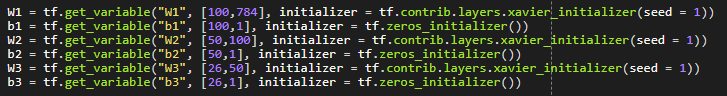 W1 = tf.get_variable("W1", [100,784], initializer = tf.contrib.layers.xavier_initializer(seed = 1))
b1 = tf.get_variable("b1", [100,1], initializer = tf.zeros_initializer())
W2 = tf.get_variable("W2", [50,100], initializer = tf.contrib.layers.xavier_initializer(seed = 1))
b2 = tf.get_variable("b2", [50,1], initializer = tf.zeros_initializer())
W3 = tf.get_variable("W3", [26,50], initializer = tf.contrib.layers.xavier_initializer(seed = 1))
b3 = tf.get_variable("b3", [26,1], initializer = tf.zeros_initializer())